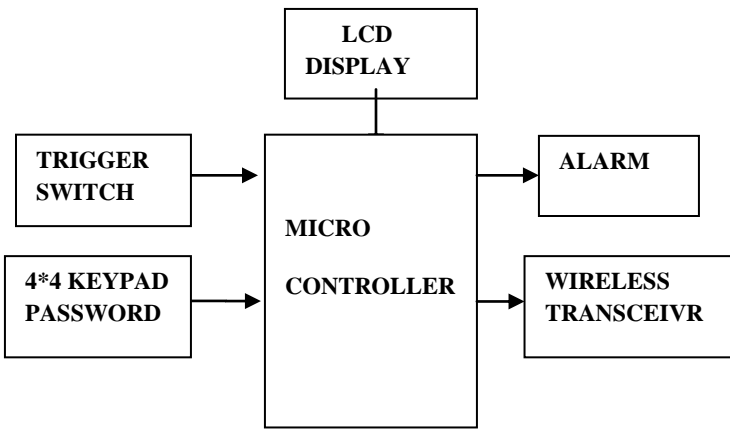 LCD
DISPLAY
TRIGGER
SWITCH
ALARM
MICRO
CONTROLLER
4*4 KEYPAD
PASSWORD
WIRELESS
TRANSCEIVR